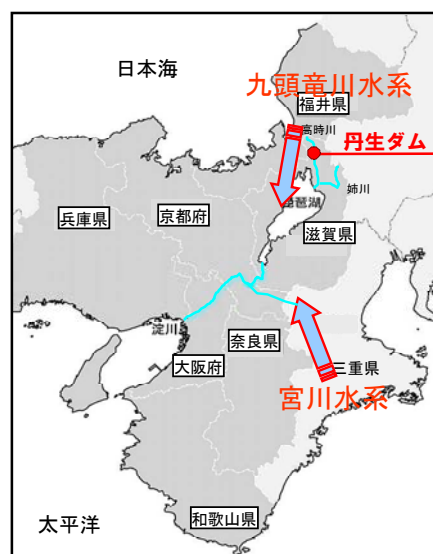 日本海
九頭竜川水系
福井県
高時川
丹生ダム
姉川
琵琶湖
滋賀県
兵庫県
京都府
淀川
奈良県
大阪府
三重県
宮川水系
和歌山県
太平洋